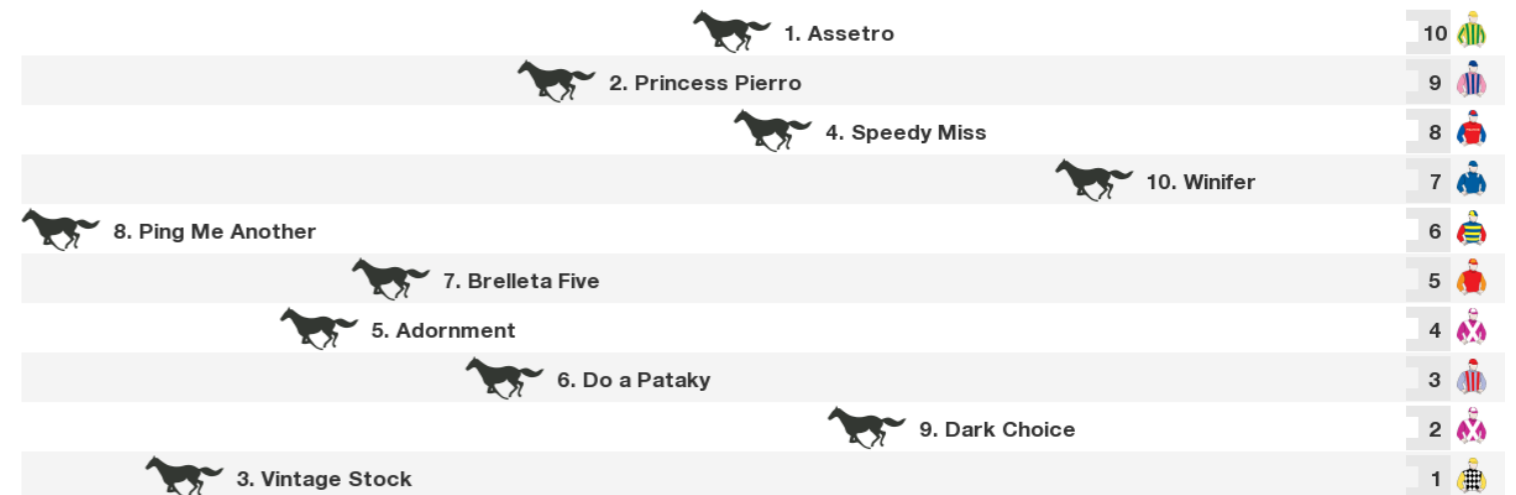 1. Assetro 10
2. Princess Pierro 9
4. Speedy Miss 8
10. Winifer 7
8. Ping Me Another 6
7. Brelleta Five 5
5. Adornment 4
6. Do a Pataky 3
9. Dark Choice 2
3. Vintage Stock 1